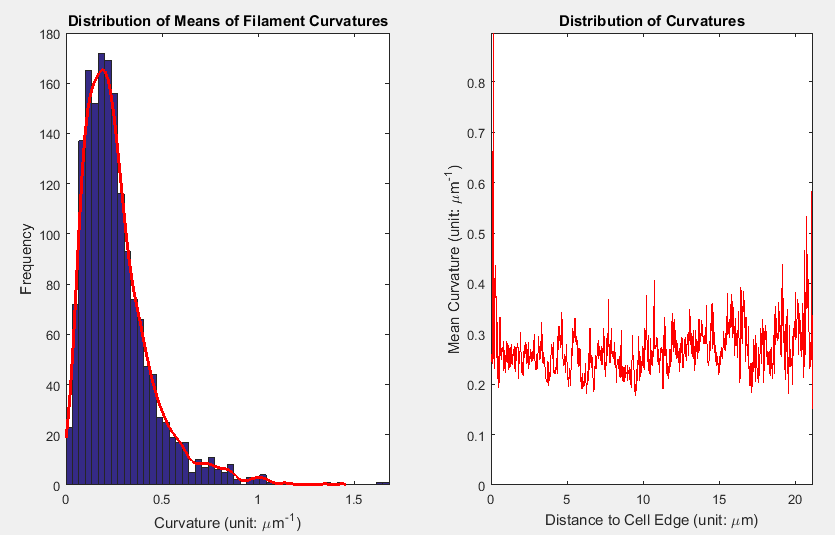 Distribution of Means of Filament Curvatures
180
160
140
120
100
80
60
40
20
0
Frequency
0 0.5 1 1.5
Curvature (unit: μm⁻¹)
Distribution of Curvatures
0.8
0.7
0.6
0.5
0.4
0.3
0.2
0.1
0
Mean Curvature (unit: μm⁻¹)
0 5 10 15 20
Distance to Cell Edge (unit: μm)